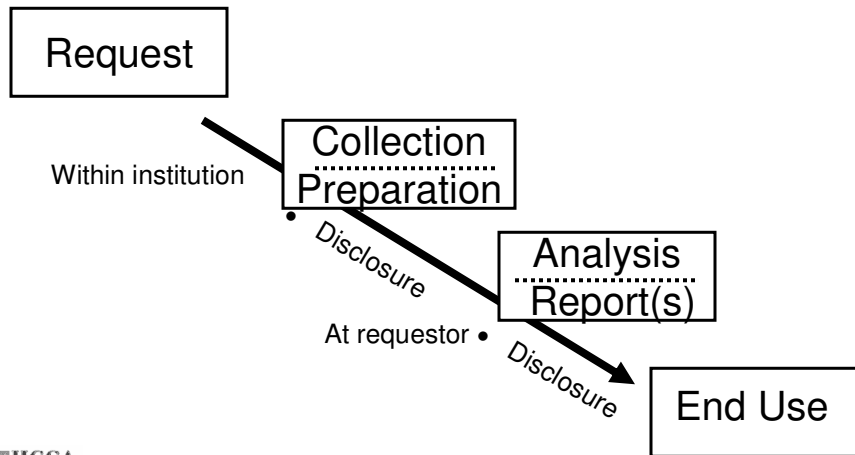 Request
Collection
Within institution
Preparation
• Disclosure
Analysis
Report(s)
At requestor •
Disclosure
End Use